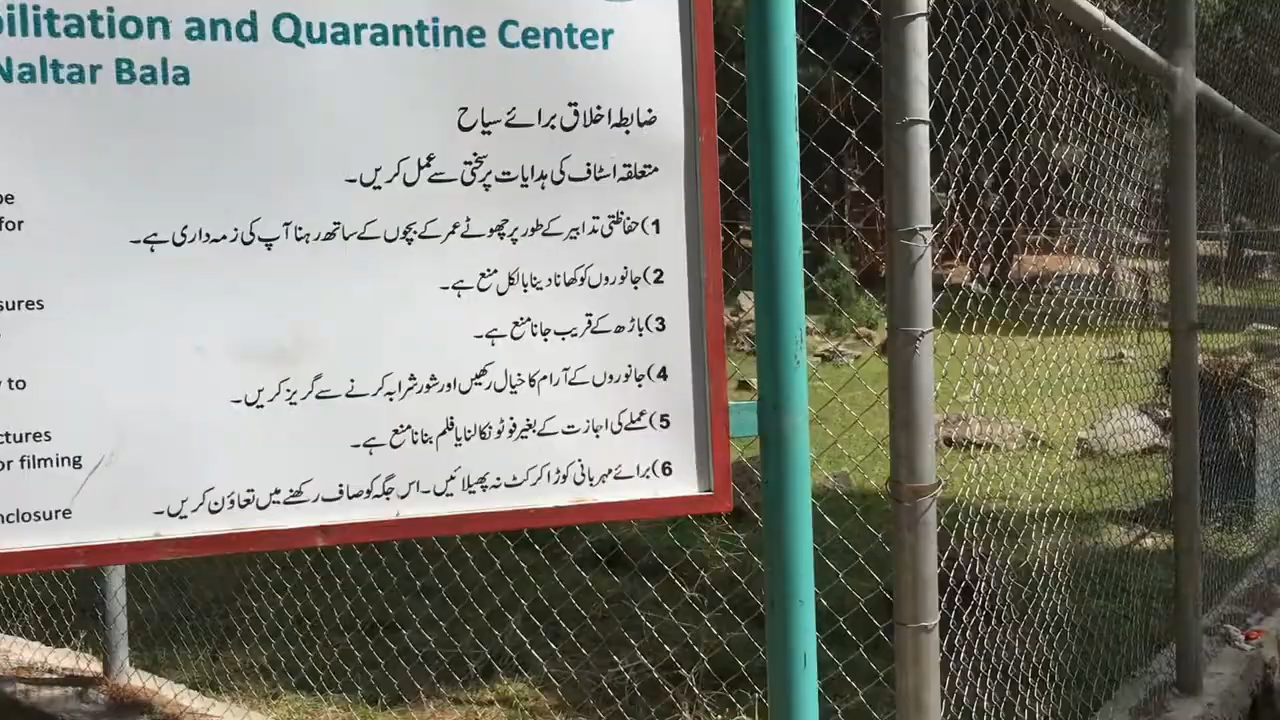 ilitation and Quarantine Center
Naltar Bala
ضابطہ اخلاق برائے سیاح
متعلقہ اسٹاف کی ہدایات پر سختی سے عمل کریں۔
be
for
1) حفاظتی تدابیر کے طور پر چھوٹے عمر کے بچوں کے ساتھ رہنا آپ کی زمہ داری ہے۔
2) جانوروں کو کھانا دینا بالکل منع ہے۔
sures
3) باڑھ کے قریب جانا منع ہے۔
to
4) جانوروں کے آرام کا خیال رکھیں اور شور شرابہ کرنے سے گریز کریں۔
ctures
or filming
5) عملے کی اجازت کے بغیر فوٹو نکالنا یا فلم بنانا منع ہے۔
nclosure
6) برائے مہربانی کوڑا کرکٹ نہ پھیلائیں۔ اس جگہ کو صاف رکھنے میں تعاؤن کریں۔